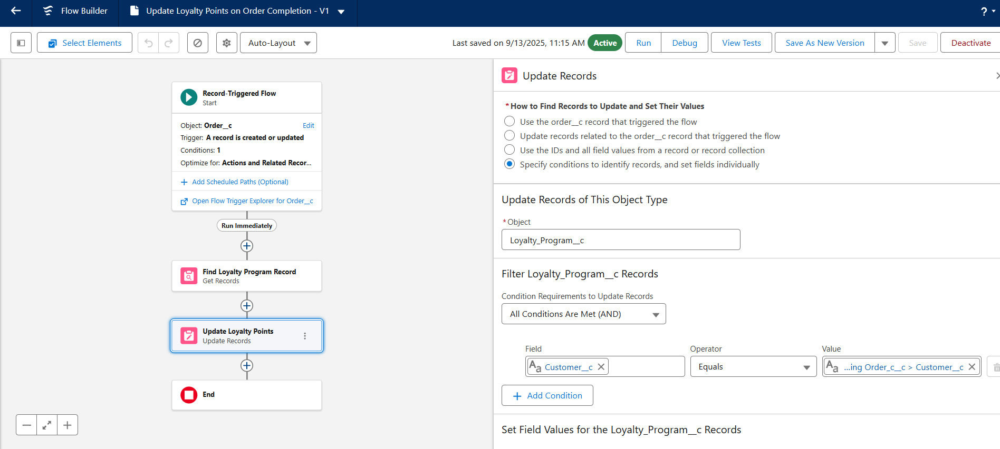 Flow Builder
Update Loyalty Points on Order Completion - V1
?
Select Elements
Auto-Layout
Last saved on 9/13/2025, 11:15 AM
Active
Run
Debug
View Tests
Save As New Version
Save
Deactivate
Record-Triggered Flow
Start
Object: Order__c
Edit
Trigger: A record is created or updated
Conditions: 1
Optimize for: Actions and Related Recor...
Add Scheduled Paths (Optional)
Open Flow Trigger Explorer for Order__c
Run Immediately
Find Loyalty Program Record
Get Records
Update Loyalty Points
Update Records
End
Update Records
*How to Find Records to Update and Set Their Values
Use the order__c record that triggered the flow
Update records related to the order__c record that triggered the flow
Use the IDs and all field values from a record or record collection
Specify conditions to identify records, and set fields individually
Update Records of This Object Type
*Object
Loyalty_Program__c
Filter Loyalty_Program__c Records
Condition Requirements to Update Records
All Conditions Are Met (AND)
Field
Operator
Value
Aa Customer__c
Equals
Aa ...ing Order_c__c > Customer__c
Add Condition
Set Field Values for the Loyalty_Program__c Records